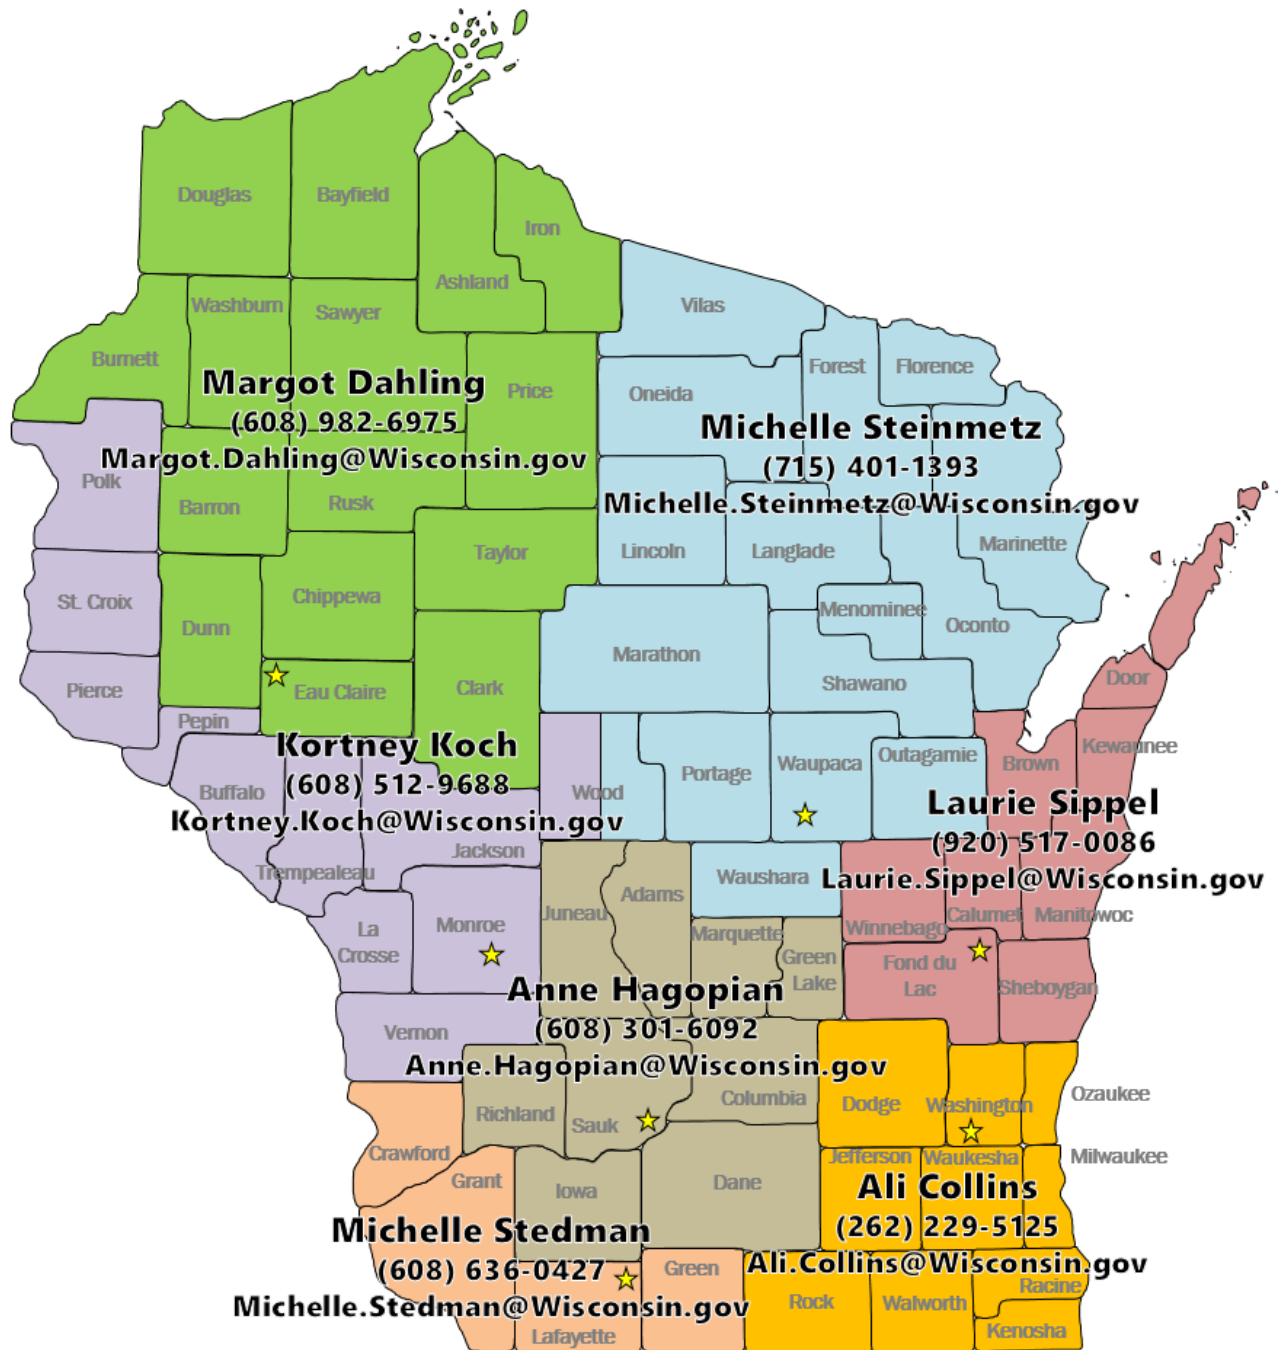 Douglas
Bayfield
Iron
Ashland
Washburn
Sawyer
Vilas
Burnett
Forest
Florence
Margot Dahling
(608) 982-6975
Margot.Dahling@Wisconsin.gov
Price
Oneida
Michelle Steinmetz
(715) 401-1393
Michelle.Steinmetz@Wisconsin.gov
Polk
Barron
Rusk
Taylor
Lincoln
Langlade
Marinette
St. Croix
Chippewa
Dunn
Menominee
Oconto
Marathon
Pierce
Eau Claire
Clark
Shawano
Door
Pepin
Kortney Koch
(608) 512-9688
Kortney.Koch@Wisconsin.gov
Buffalo
Wood
Portage
Waupaca
Outagamie
Brown
Kewaunee
Laurie Sippel
(920) 517-0086
Laurie.Sippel@Wisconsin.gov
Trempealeau
Jackson
Waushara
Juneau
Adams
Winnebago
Calumet
Manitowoc
La
Crosse
Monroe
Marquette
Green
Lake
Fond du
Lac
Sheboygan
Anne Hagopian
(608) 301-6092
Anne.Hagopian@Wisconsin.gov
Vernon
Richland
Sauk
Columbia
Dodge
Washington
Ozaukee
Crawford
Grant
Iowa
Dane
Jefferson
Waukesha
Milwaukee
Ali Collins
(262) 229-5125
Ali.Collins@Wisconsin.gov
Michelle Stedman
(608) 636-0427
Michelle.Stedman@Wisconsin.gov
Green
Lafayette
Rock
Walworth
Racine
Kenosha